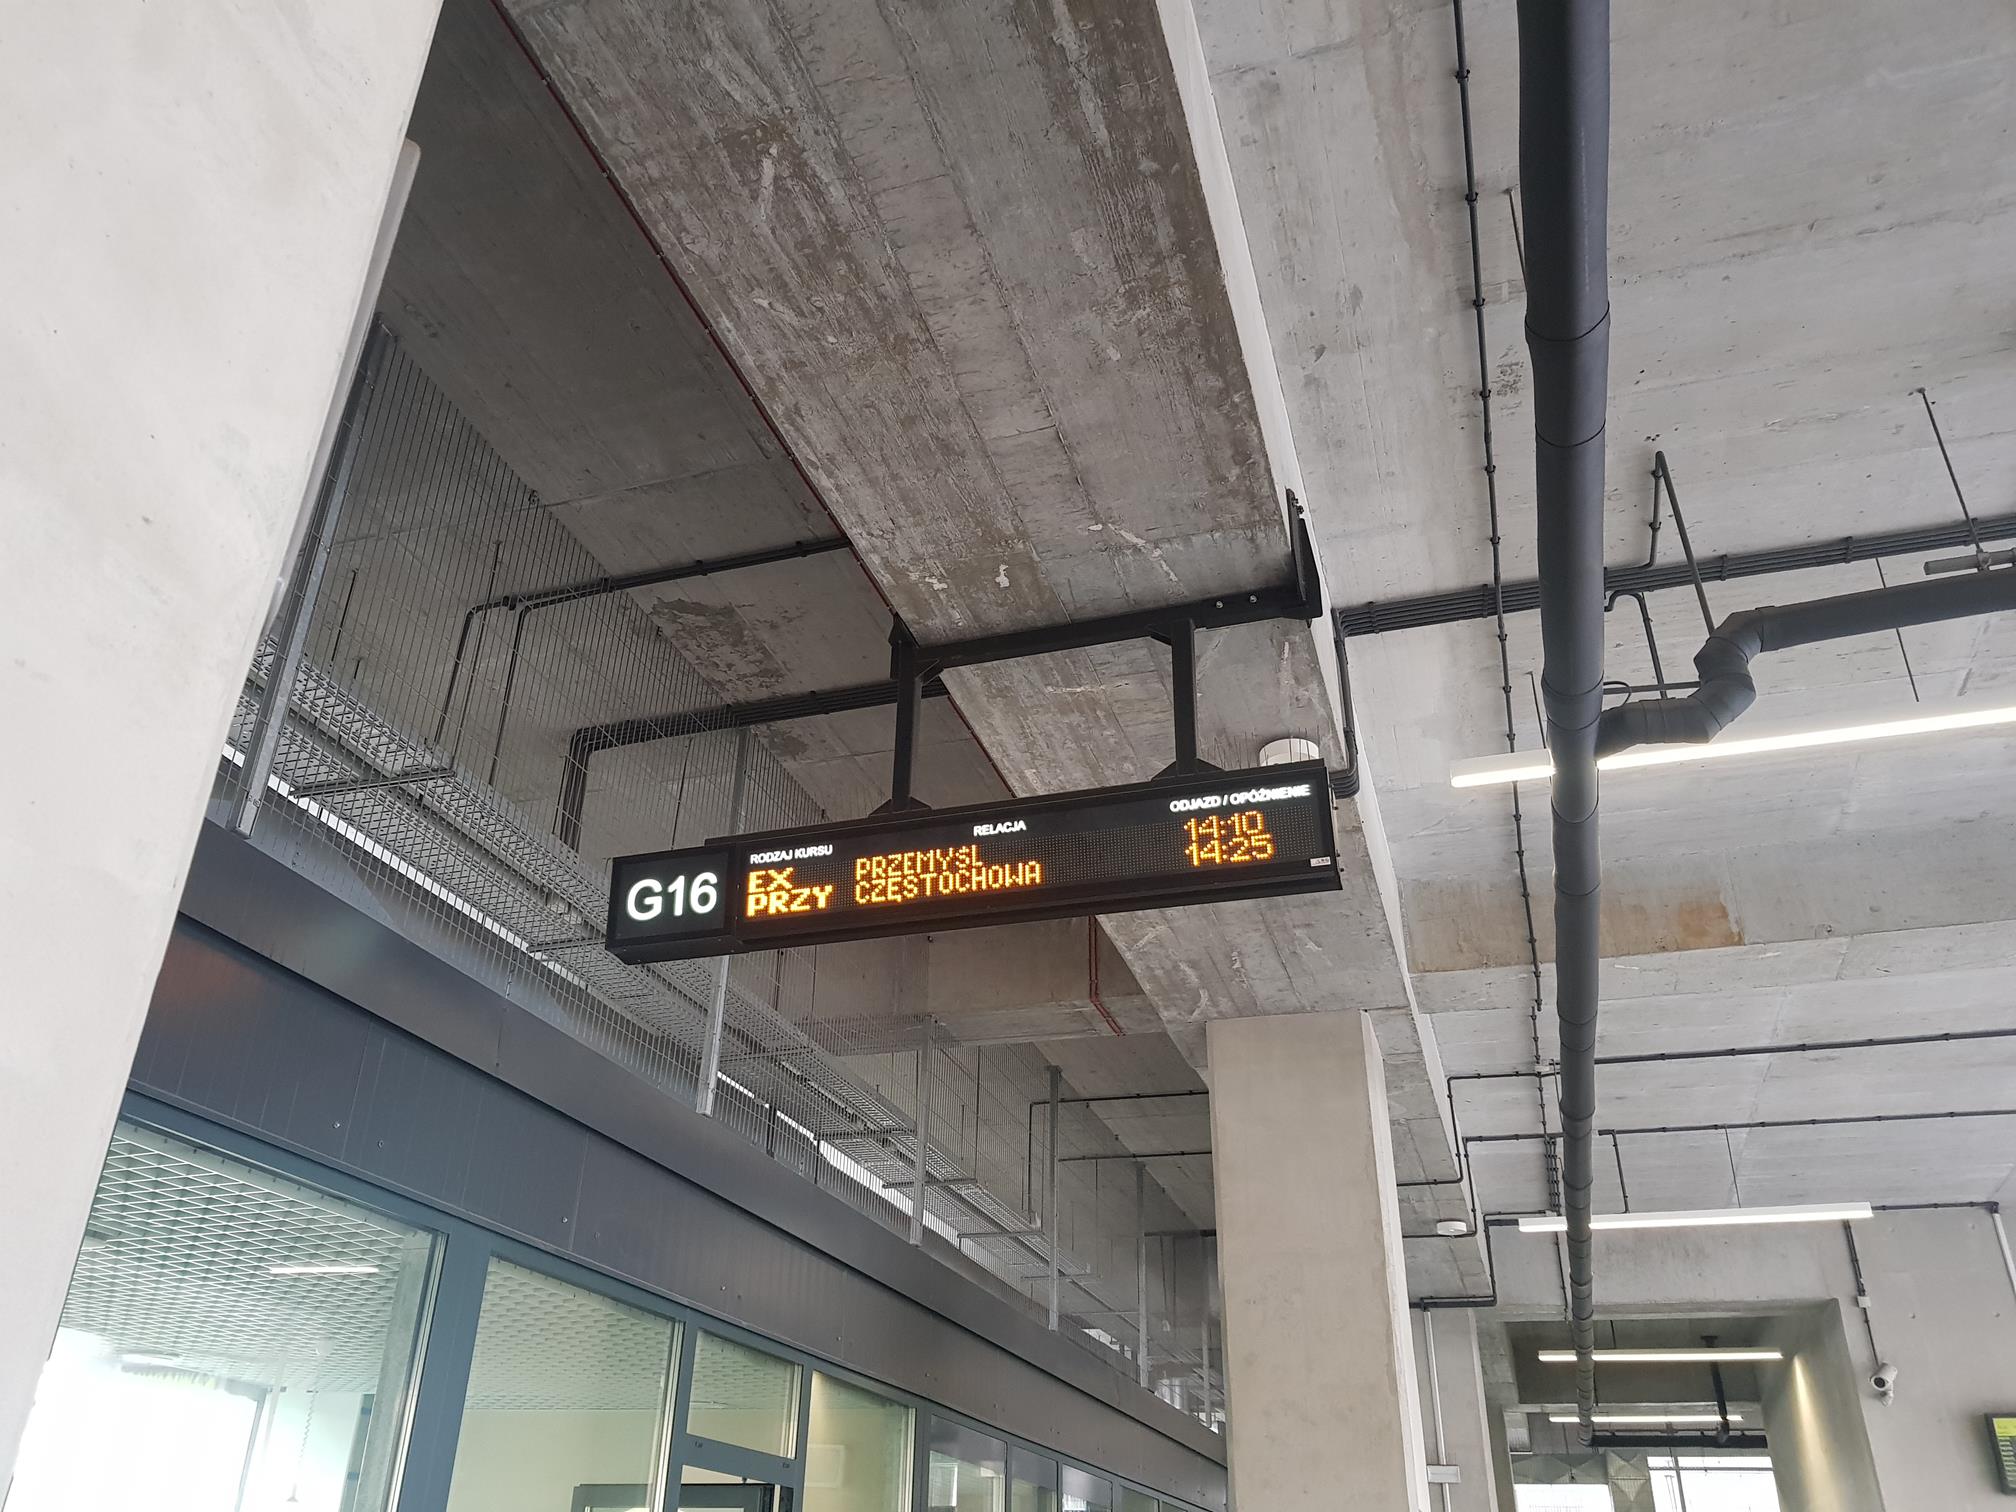 G16
RODZAJ KURSU RELACJA ODJAZD / OPÓŹNIENIE
EX PRZEMYŚL 14:10
PRZY CZĘSTOCHOWA 14:25